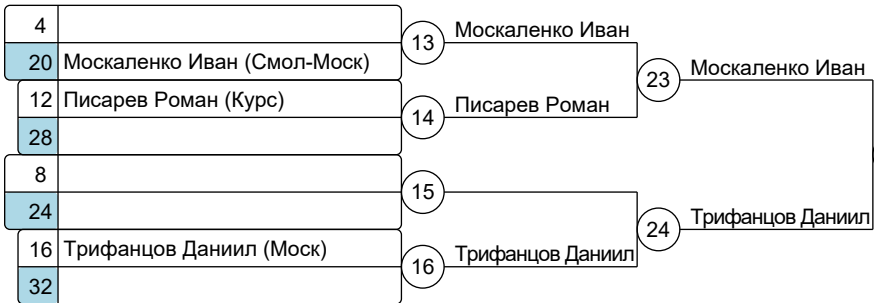 4
20 Москаленко Иван (Смол-Моск)
12 Писарев Роман (Курс)
28
8
24
16 Трифанцов Даниил (Моск)
32
13 Москаленко Иван
14 Писарев Роман
15
16 Трифанцов Даниил
23 Москаленко Иван
24 Трифанцов Даниил